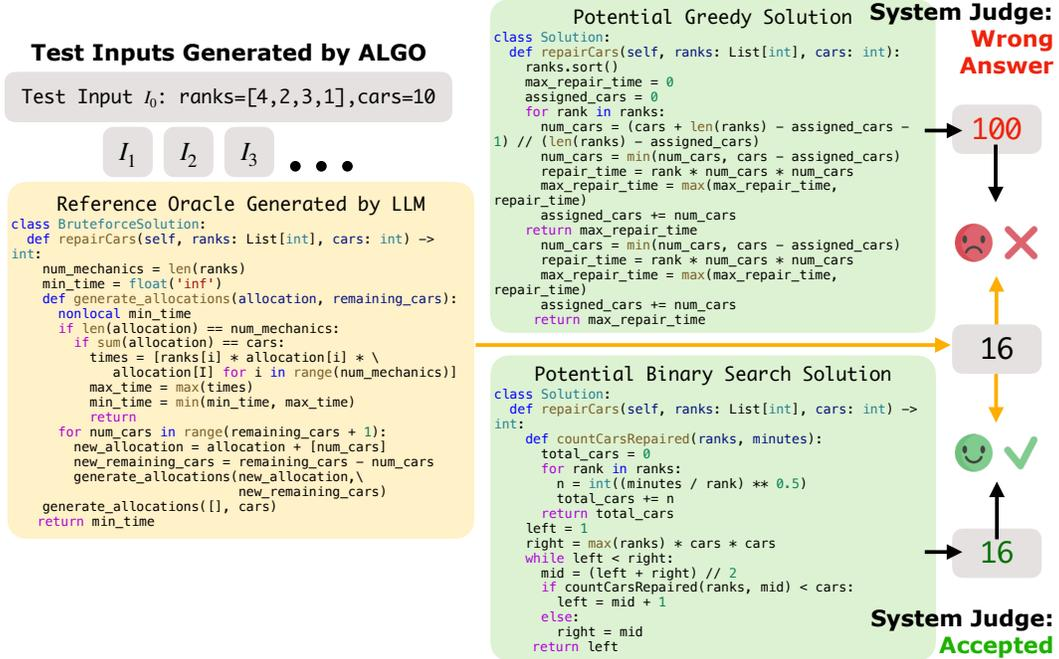 Test Inputs Generated by ALGO
Test Input I0: ranks=[4,2,3,1],cars=10
I1 I2 I3 • • •
Reference Oracle Generated by LLM
class BruteforceSolution:
  def repairCars(self, ranks: List[int], cars: int) ->
int:
    num_mechanics = len(ranks)
    min_time = float('inf')
    def generate_allocations(allocation, remaining_cars):
      nonlocal min_time
      if len(allocation) == num_mechanics:
        if sum(allocation) == cars:
          times = [ranks[i] * allocation[i] * \
             allocation[I] for i in range(num_mechanics)]
          max_time = max(times)
          min_time = min(min_time, max_time)
          return
      for num_cars in range(remaining_cars + 1):
        new_allocation = allocation + [num_cars]
        new_remaining_cars = remaining_cars - num_cars
        generate_allocations(new_allocation,\
                             new_remaining_cars)
    generate_allocations([], cars)
    return min_time
Potential Greedy Solution
class Solution:
  def repairCars(self, ranks: List[int], cars: int):
    ranks.sort()
    max_repair_time = 0
    assigned_cars = 0
    for rank in ranks:
      num_cars = (cars + len(ranks) - assigned_cars -
1) // (len(ranks) - assigned_cars)
      num_cars = min(num_cars, cars - assigned_cars)
      repair_time = rank * num_cars * num_cars
      max_repair_time = max(max_repair_time,
repair_time)
      assigned_cars += num_cars
    return max_repair_time
      num_cars = min(num_cars, cars - assigned_cars)
      repair_time = rank * num_cars * num_cars
      max_repair_time = max(max_repair_time,
repair_time)
      assigned_cars += num_cars
     return max_repair_time
System Judge:
Wrong
Answer
100
16
Potential Binary Search Solution
class Solution:
  def repairCars(self, ranks: List[int], cars: int) ->
int:
    def countCarsRepaired(ranks, minutes):
      total_cars = 0
      for rank in ranks:
        n = int((minutes / rank) ** 0.5)
        total_cars += n
      return total_cars
    left = 1
    right = max(ranks) * cars * cars
    while left < right:
      mid = (left + right) // 2
      if countCarsRepaired(ranks, mid) < cars:
        left = mid + 1
      else:
        right = mid
     return left
16
System Judge:
Accepted